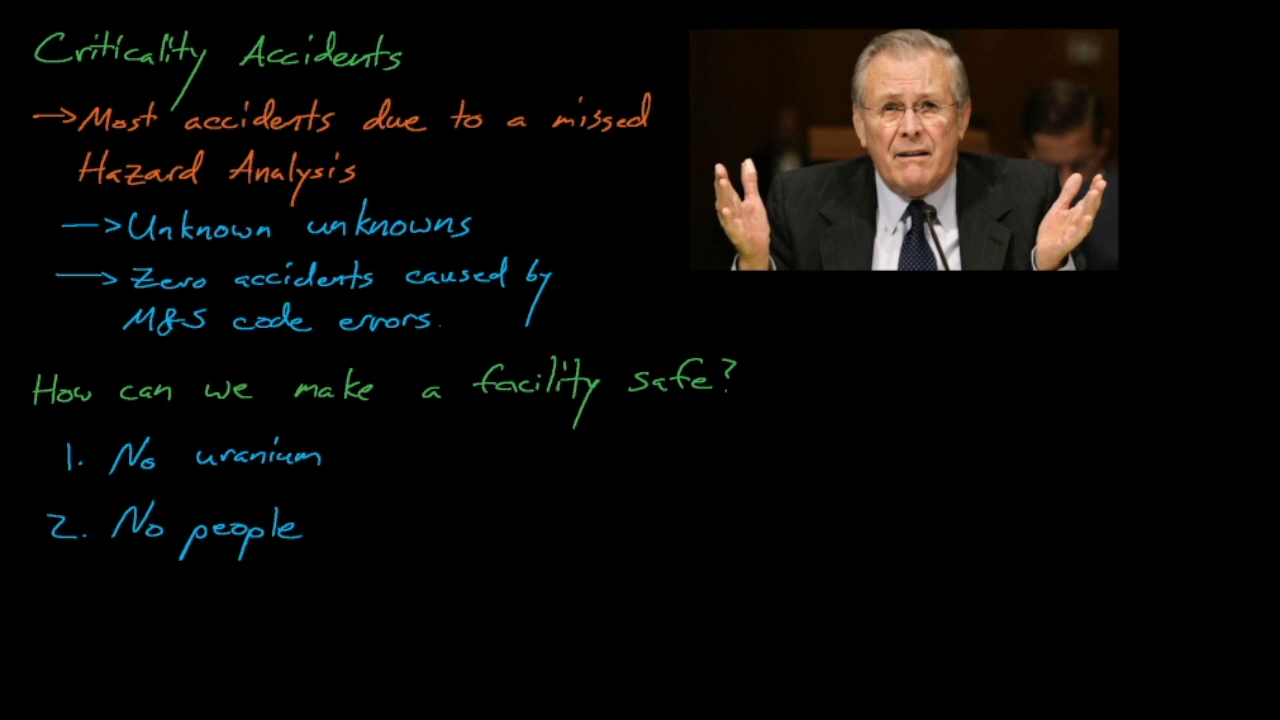 Criticality Accidents
→ Most accidents due to a missed
Hazard Analysis
→ Unknown unknowns
→ Zero accidents caused by
M&S code errors.
How can we make a facility safe?
1. No uranium
2. No people